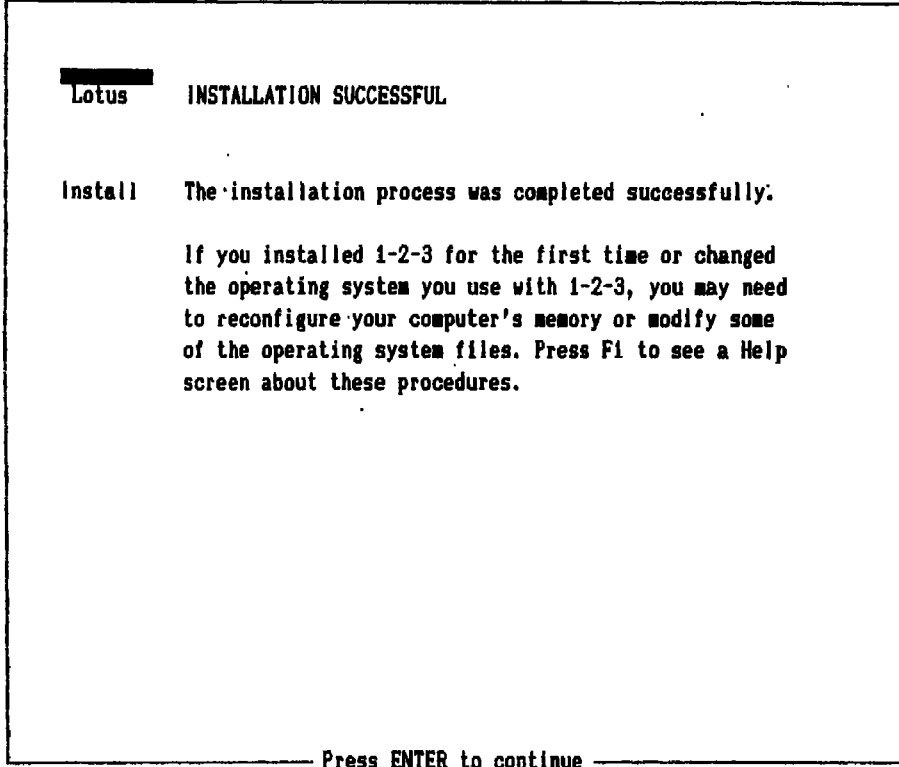 Lotus INSTALLATION SUCCESSFUL
Install The installation process was completed successfully.
If you installed 1-2-3 for the first time or changed
the operating system you use with 1-2-3, you may need
to reconfigure your computer's memory or modify some
of the operating system files. Press F1 to see a Help
screen about these procedures.
Press ENTER to continue